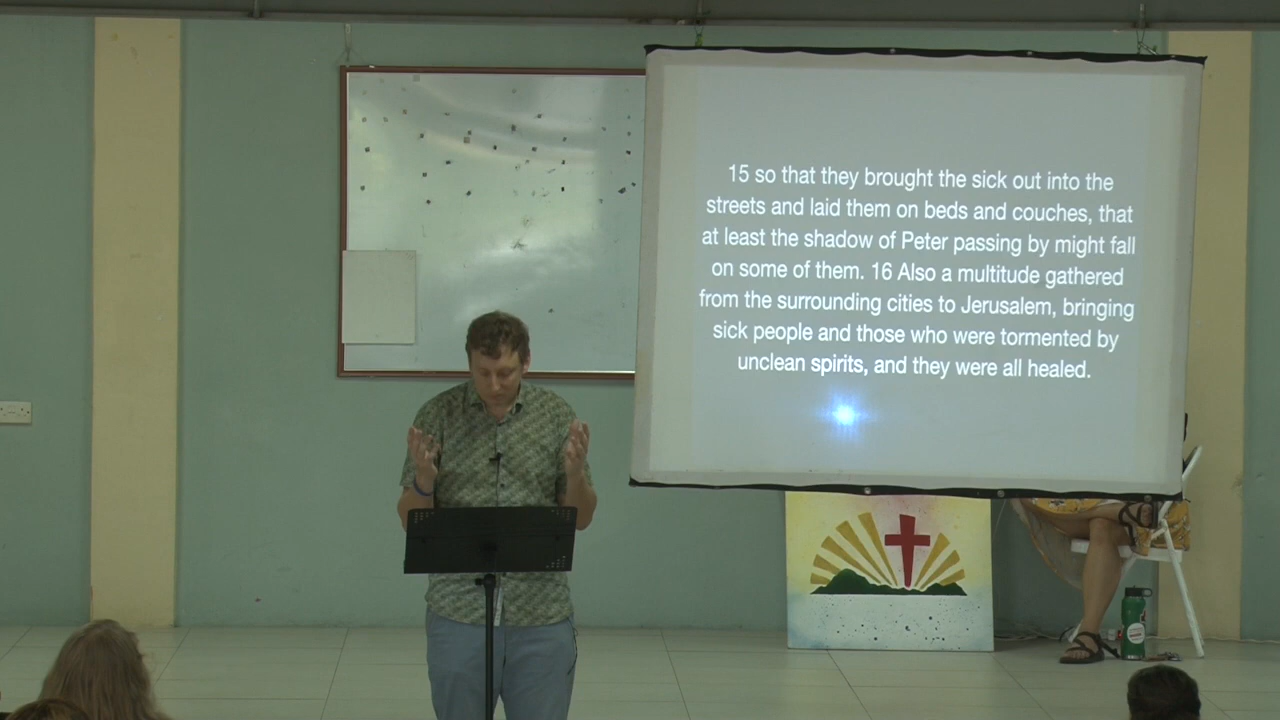 15 so that they brought the sick out into the
streets and laid them on beds and couches, that
at least the shadow of Peter passing by might fall
on some of them. 16 Also a multitude gathered
from the surrounding cities to Jerusalem, bringing
sick people and those who were tormented by
unclean spirits, and they were all healed.